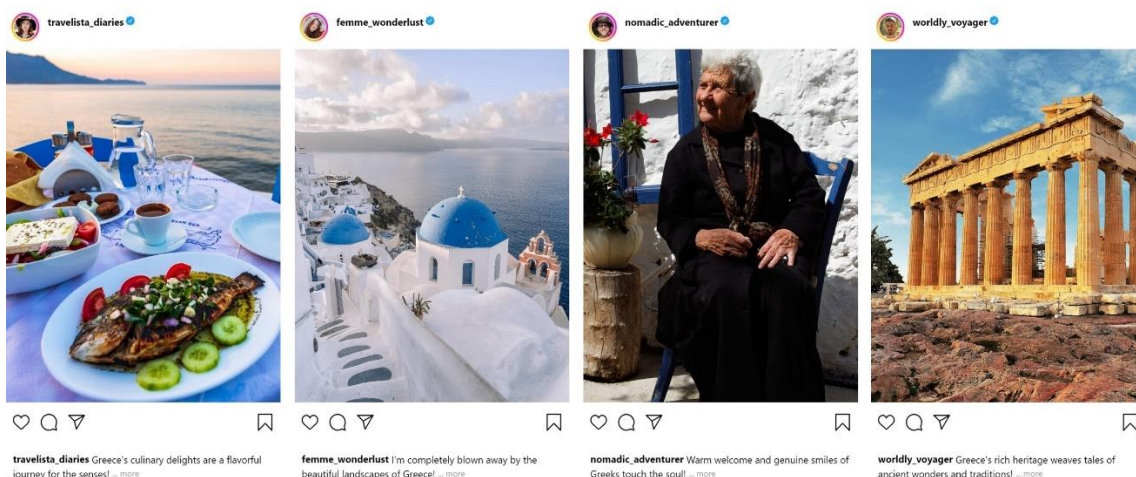 travelista_diaries
femme_wonderlust
nomadic_adventurer
worldly_voyager
travelista_diaries Greece's culinary delights are a flavorful
journey for the senses! ... more
femme_wonderlust I'm completely blown away by the
beautiful landscapes of Greece! ... more
nomadic_adventurer Warm welcome and genuine smiles of
Greeks touch the soul! ... more
worldly_voyager Greece's rich heritage weaves tales of
ancient wonders and traditions! ... more